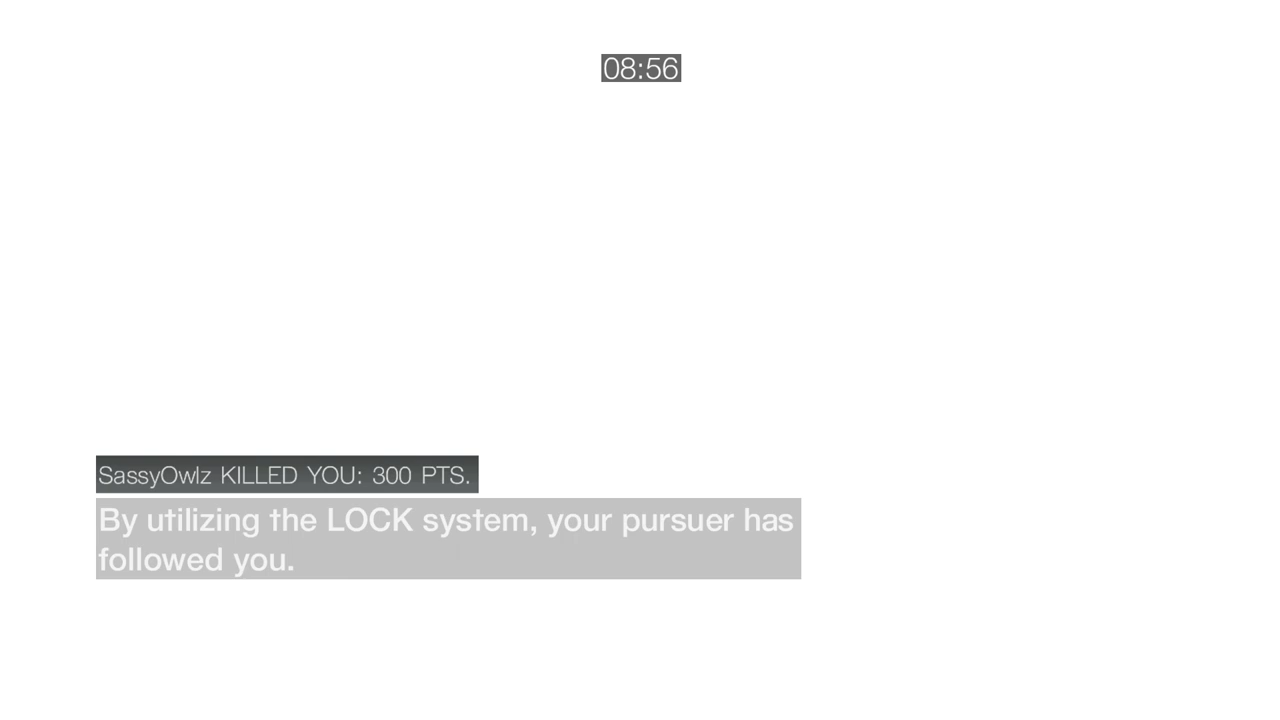 08:56
SassyOwlz KILLED YOU: 300 PTS.
By utilizing the LOCK system, your pursuer has
followed you.